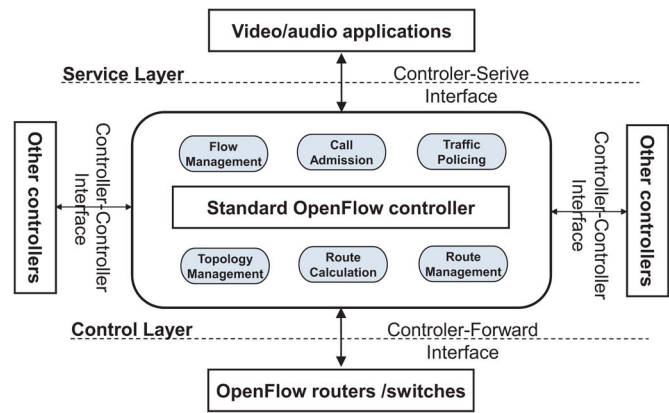 Video/audio applications
Service Layer
Controler-Serive
Interface
Other controllers
Controller-Controller
Interface
Flow
Management
Call
Admission
Traffic
Policing
Standard OpenFlow controller
Topology
Management
Route
Calculation
Route
Management
Controller-Controller
Interface
Other controllers
Control Layer
Controler-Forward
Interface
OpenFlow routers /switches